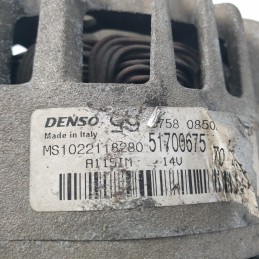 DENSO 758 0850
Made in Italy
MS1022118280 51700675
A115IM 14V